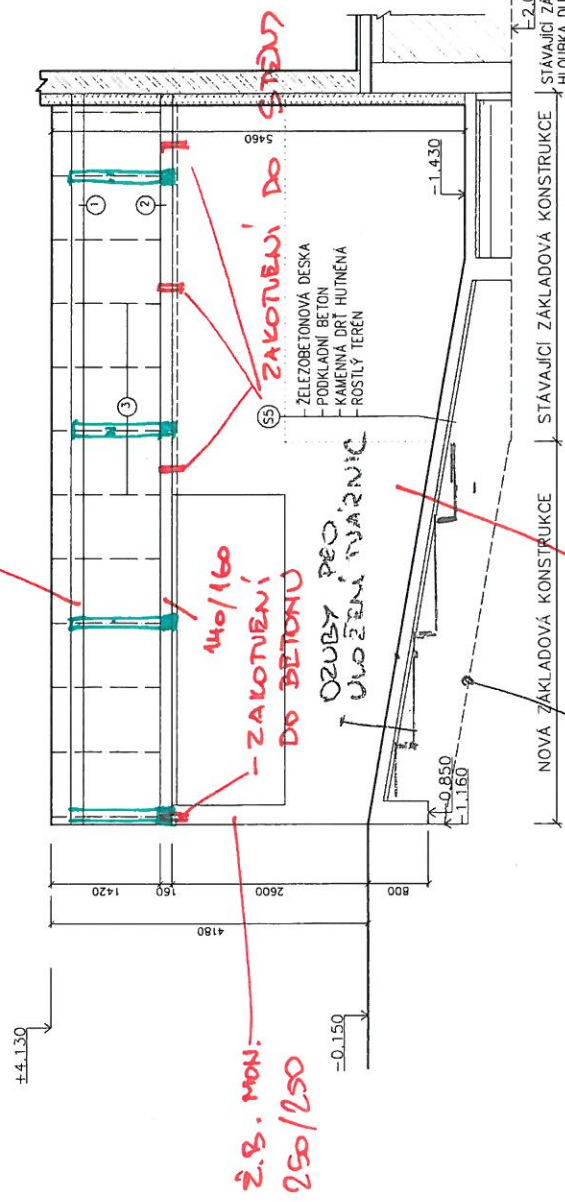 +4.130
-0.150
Ž.B. MON.
250/250
1420
160
2600
800
4180
-0.850
-1.160
140/160
- ZAKOTVENÍ
DO BETONU
OZUBY PRO
ULOŽENÍ TVÁRNIC
1
2
3
ZAKOTVENÍ DO STĚNY
S5
ŽELEZOBETONOVÁ DESKA
PODKLADNÍ BETON
KAMENNÁ DRŤ HUTNĚNÁ
ROSTLÝ TERÉN
5460
-1.430
NOVÁ ZÁKLADOVÁ KONSTRUKCE
STÁVAJÍCÍ ZÁKLADOVÁ KONSTRUKCE